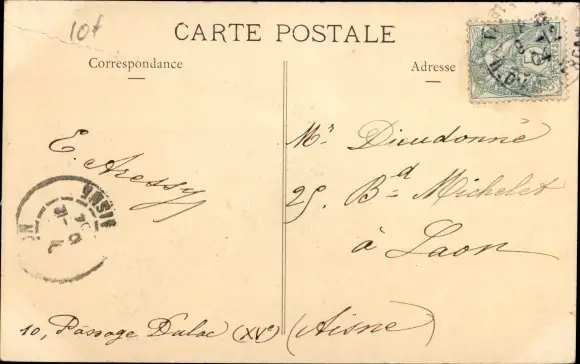 10f
CARTE POSTALE
Correspondance
Adresse
E. Aressy
Mr Dieudonné
25. Bd Michelet
à Laon
(Aisne)
10, Passage Dulac (XVe)